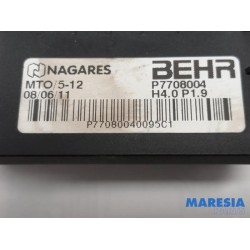 NAGARES BEHR
MTO/5-12 P7708004
08/06/11 H4.0 P1.9
P77080040095C1
MARESIA